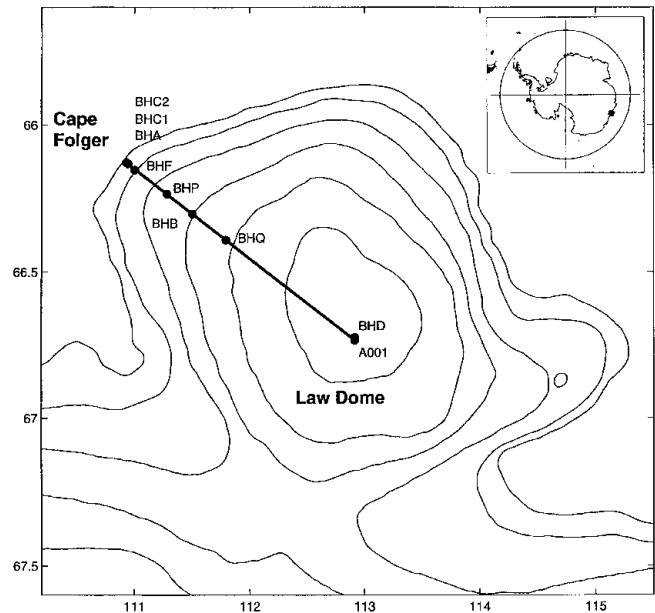 BHC2
BHC1
BHA
Cape
Folger
BHF
BHP
BHB
BHQ
BHD
A001
Law Dome
66
66.5
67
67.5
111
112
113
114
115